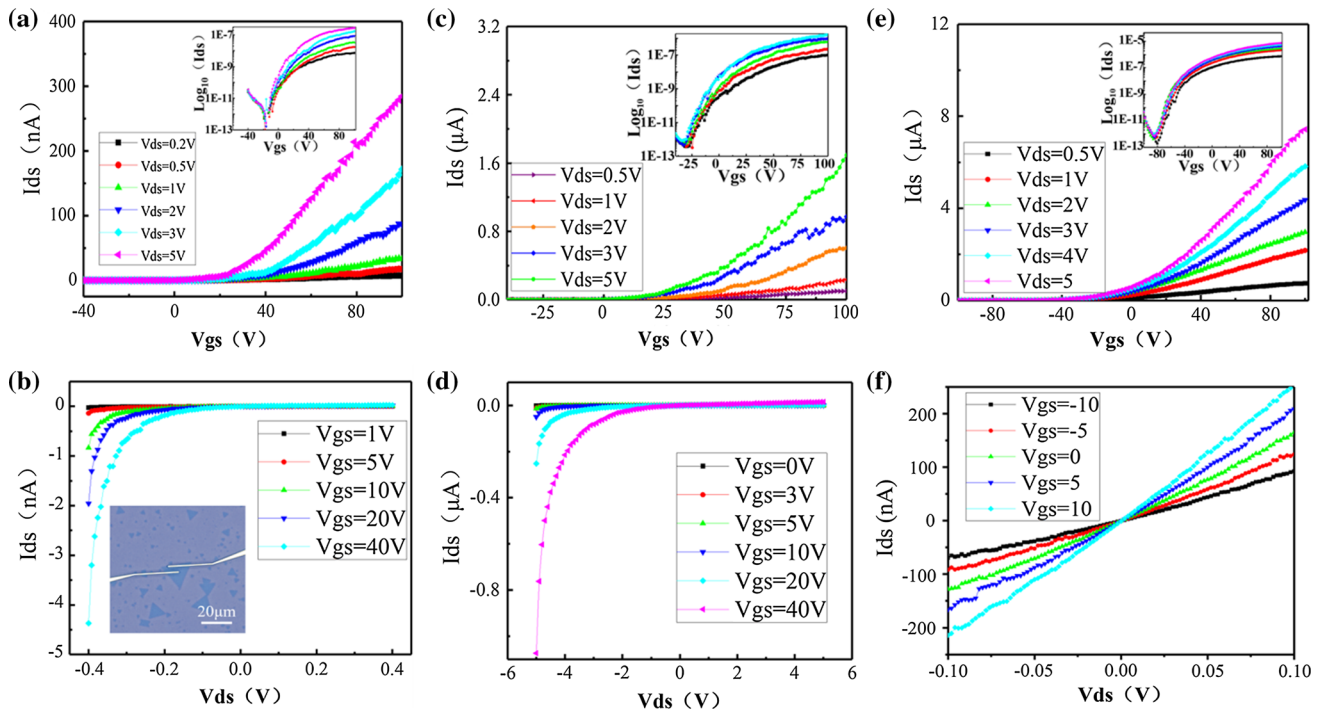 (a)
400
300
250
200
150
100
50
0
Ids (nA)
-40
0
40
80
Vgs (V)
Vds=0.2V
Vds=0.5V
Vds=1V
Vds=2V
Vds=3V
Vds=5V
1E-7
1E-9
1E-11
1E-13
Log10 (Ids)
-40
0
40
80
Vgs (V)
(c)
3.2
2.4
1.6
0.8
0.0
Ids (μA)
-25
0
25
50
75
100
Vgs (V)
Vds=0.5V
Vds=1V
Vds=2V
Vds=3V
Vds=5V
1E-7
1E-9
1E-11
1E-13
Log10 (Ids)
-25
0
25
50
75
100
Vgs (V)
(e)
12
8
4
0
Ids (μA)
-80
-40
0
40
80
Vgs (V)
Vds=0.5V
Vds=1V
Vds=2V
Vds=3V
Vds=4V
Vds=5
1E-5
1E-7
1E-9
1E-11
1E-13
Log10 (Ids)
-80
-40
0
40
80
Vgs (V)
(b)
0
-1
-2
-3
-4
-5
Ids (nA)
-0.4
-0.2
0.0
0.2
0.4
Vds (V)
Vgs=1V
Vgs=5V
Vgs=10V
Vgs=20V
Vgs=40V
20μm
(d)
0.0
-0.4
-0.8
Ids (μA)
-6
-4
-2
0
2
4
6
Vds (V)
Vgs=0V
Vgs=3V
Vgs=5V
Vgs=10V
Vgs=20V
Vgs=40V
(f)
200
100
0
-100
-200
Ids (nA)
-0.10
-0.05
0.00
0.05
0.10
Vds (V)
Vgs=-10
Vgs=-5
Vgs=0
Vgs=5
Vgs=10